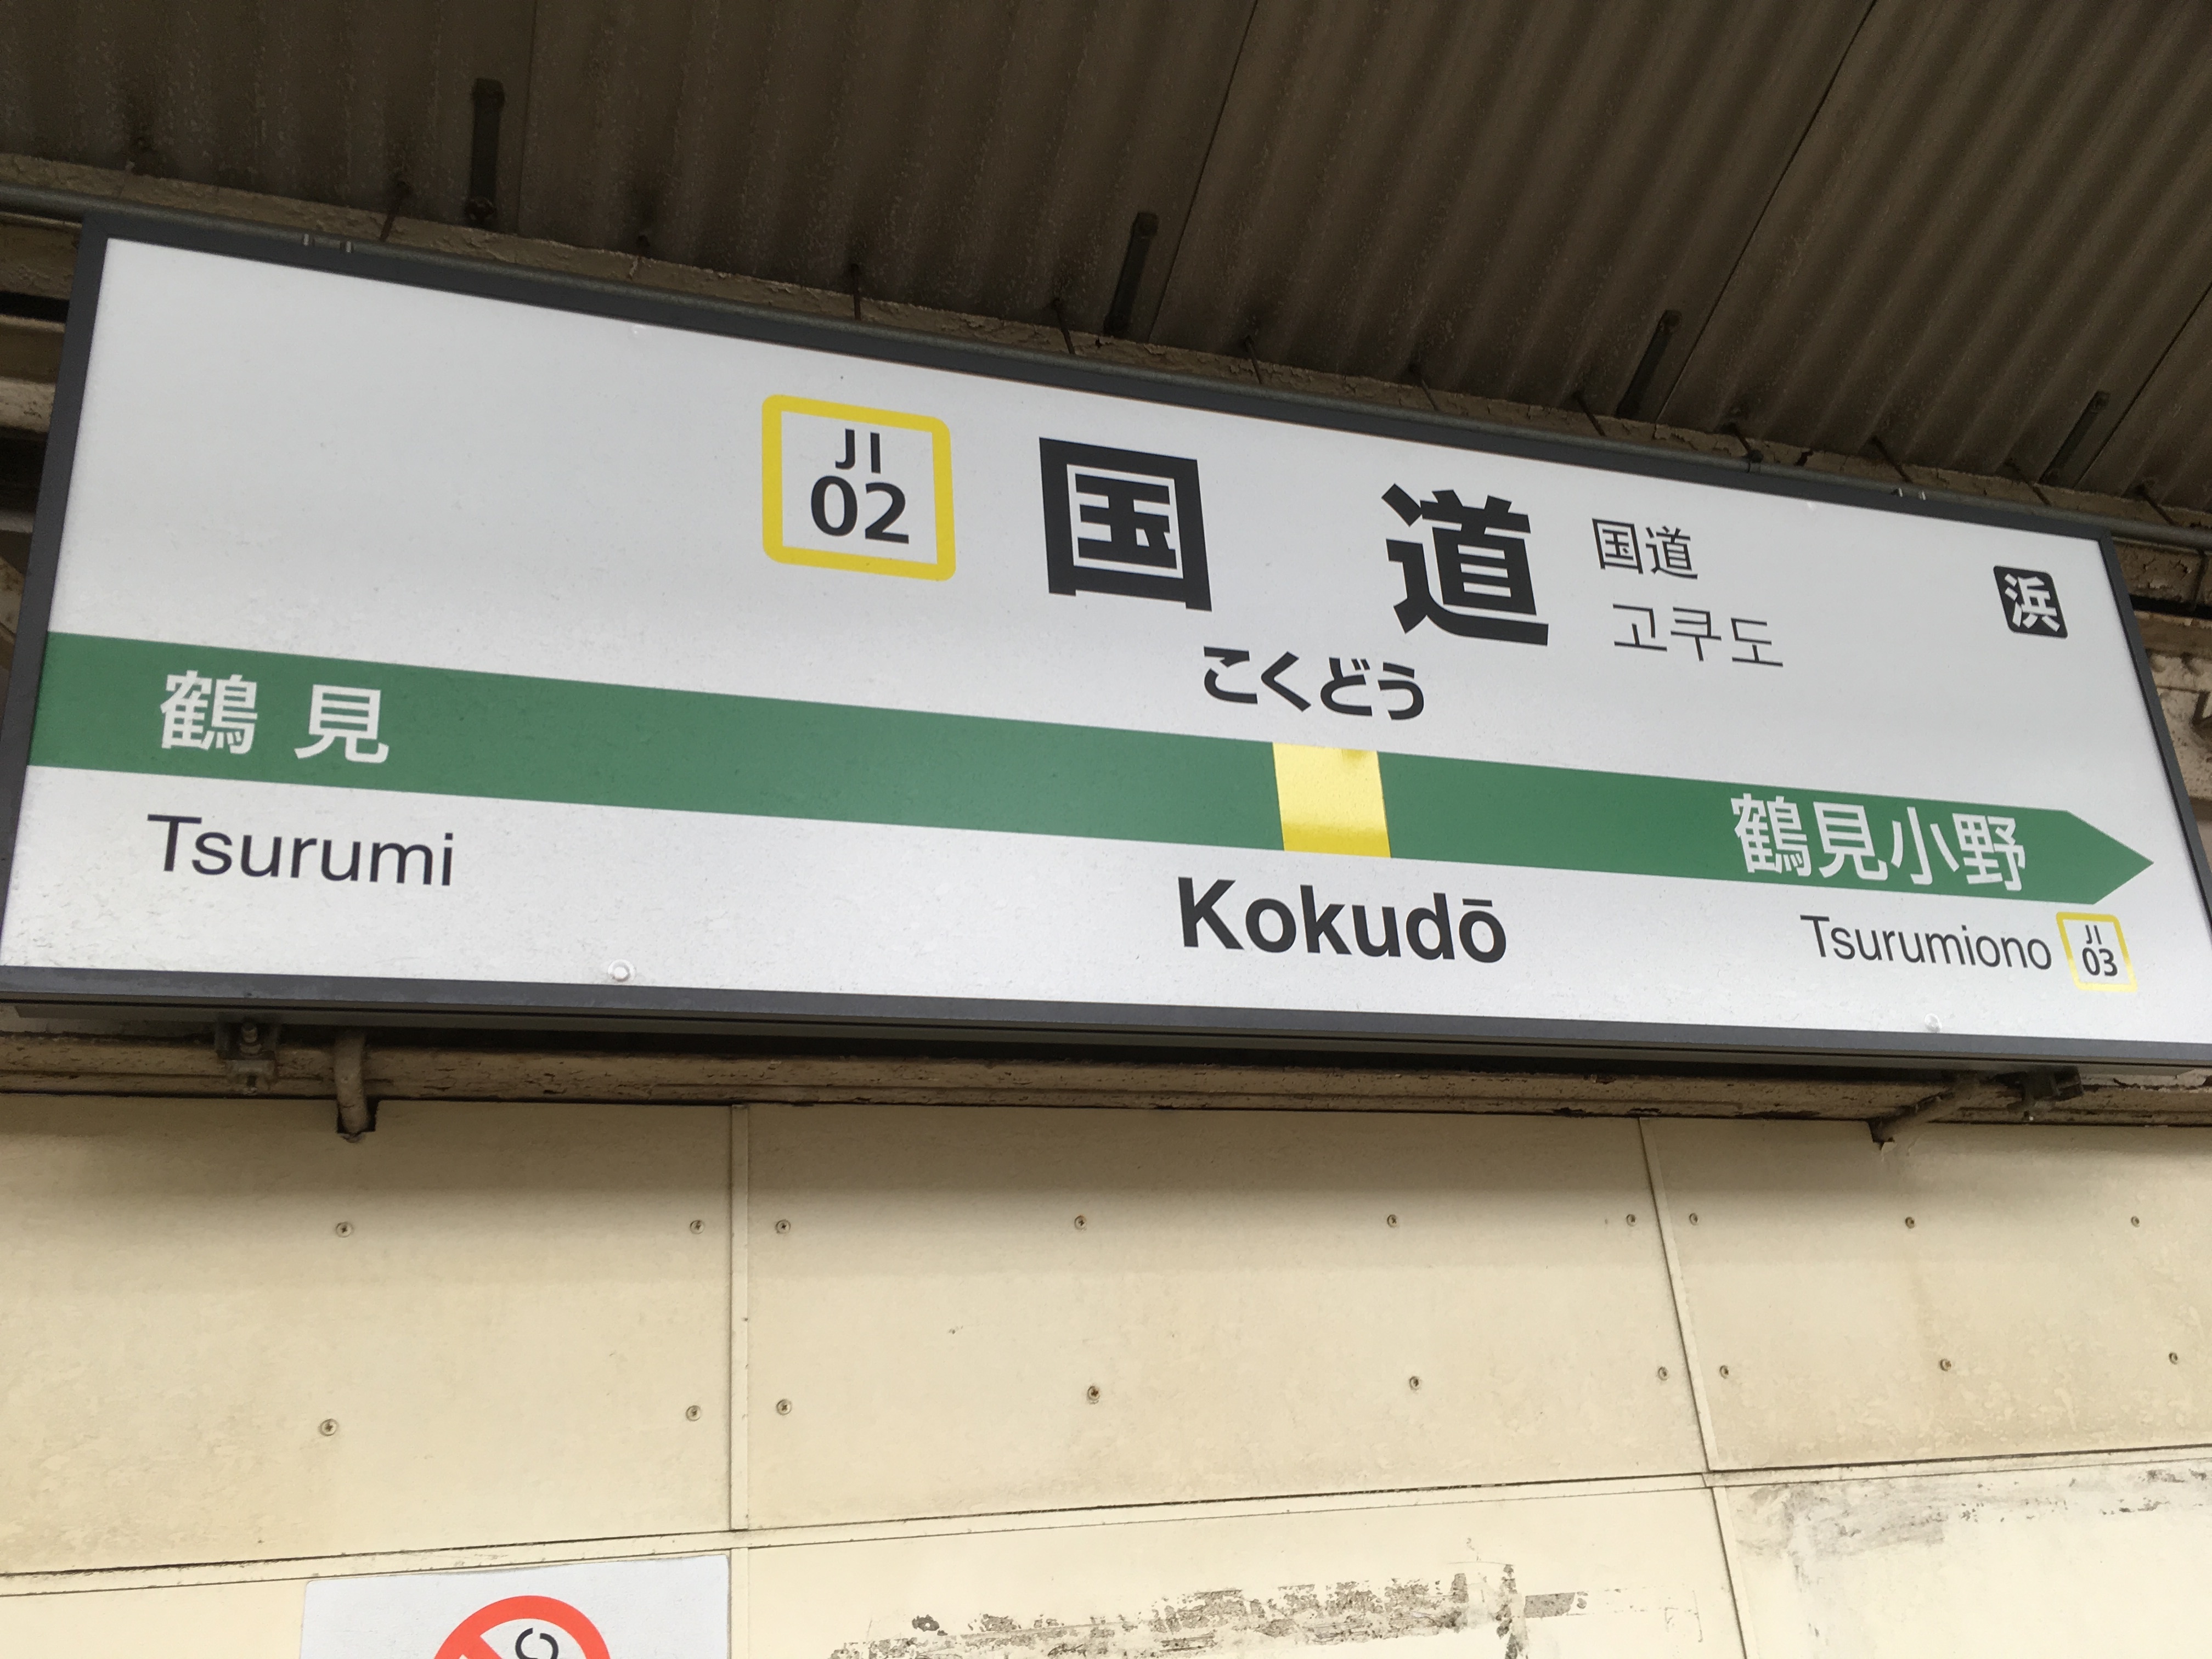 JI
02
国道
国道
고쿠도
浜
こくどう
鶴見
鶴見小野
Tsurumi
Kokudō
Tsurumiono
JI
03